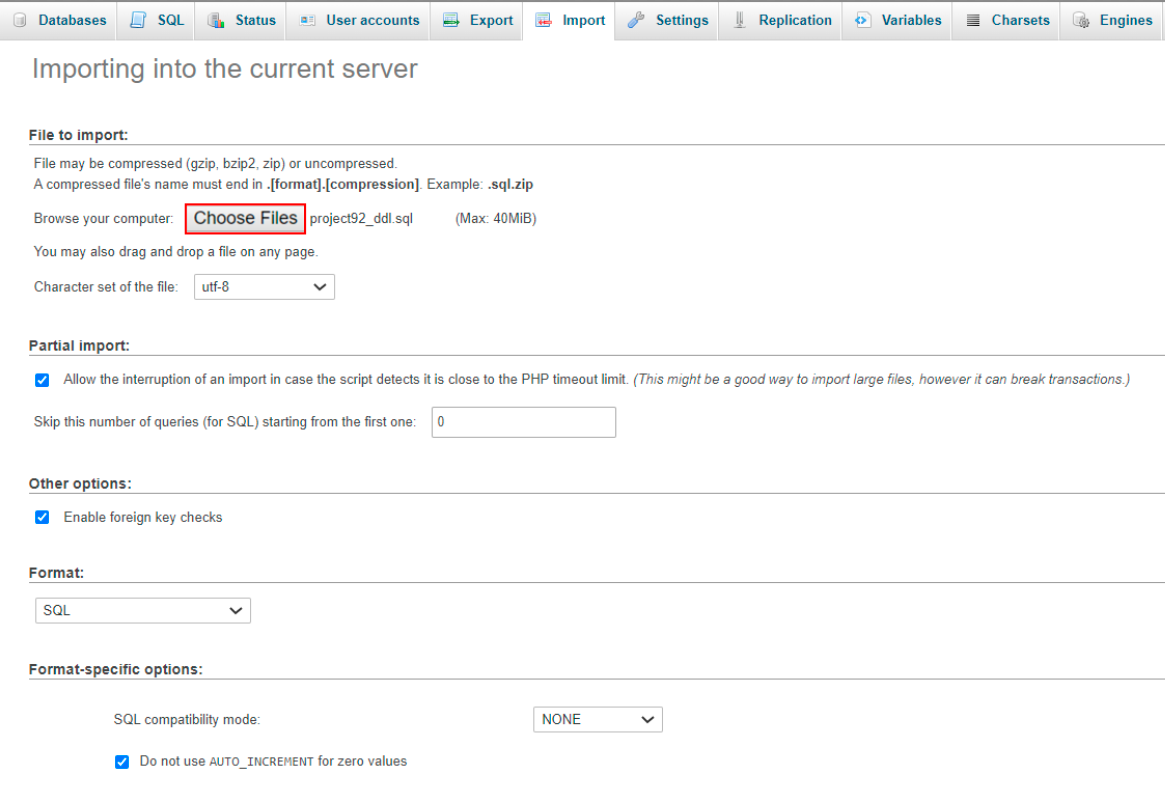 Databases SQL Status User accounts Export Import Settings Replication Variables Charsets Engines
Importing into the current server
File to import:
File may be compressed (gzip, bzip2, zip) or uncompressed.
A compressed file's name must end in .[format].[compression]. Example: .sql.zip
Browse your computer: Choose Files project92_ddl.sql (Max: 40MiB)
You may also drag and drop a file on any page.
Character set of the file: utf-8
Partial import:
Allow the interruption of an import in case the script detects it is close to the PHP timeout limit. (This might be a good way to import large files, however it can break transactions.)
Skip this number of queries (for SQL) starting from the first one: 0
Other options:
Enable foreign key checks
Format:
SQL
Format-specific options:
SQL compatibility mode: NONE
Do not use AUTO_INCREMENT for zero values